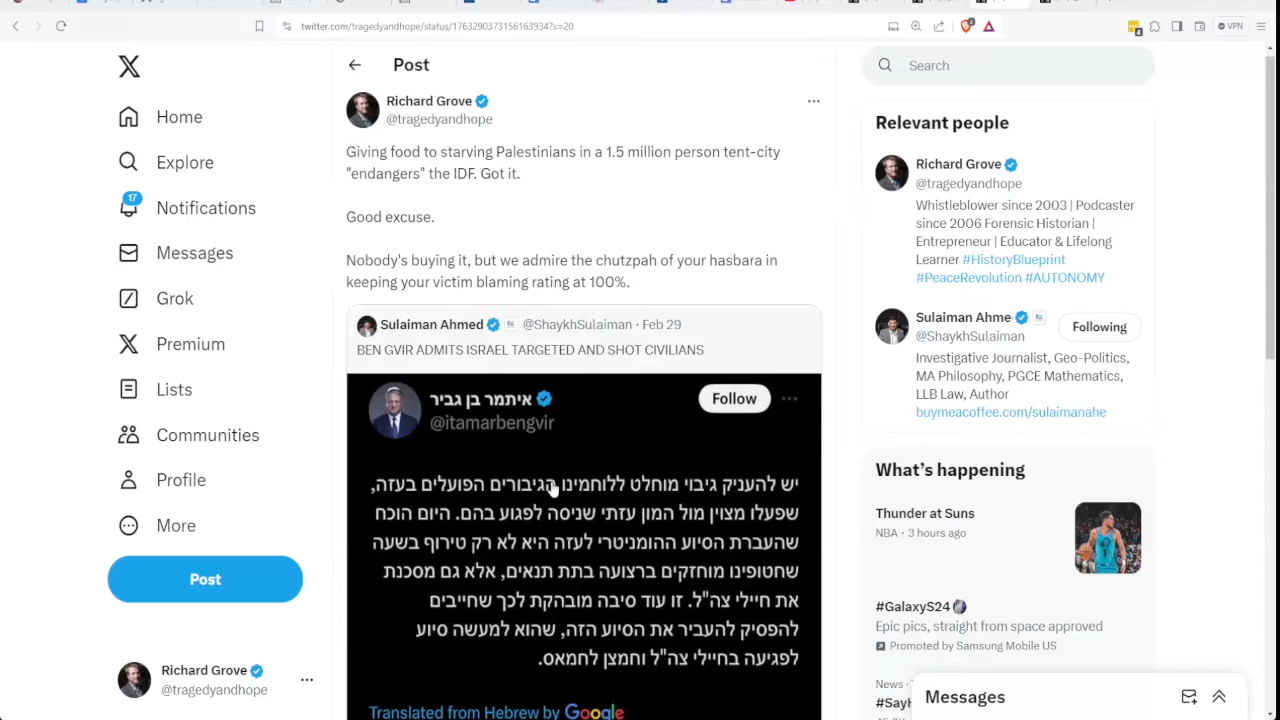 twitter.com/tragedyandhope/status/1763290373156163934?s=20
VPN
Home
Explore
17
Notifications
Messages
Grok
Premium
Lists
Communities
Profile
More
Post
Richard Grove
@tragedyandhope
Post
Richard Grove
@tragedyandhope
Giving food to starving Palestinians in a 1.5 million person tent-city
"endangers" the IDF. Got it.
Good excuse.
Nobody's buying it, but we admire the chutzpah of your hasbara in
keeping your victim blaming rating at 100%.
Sulaiman Ahmed @ShaykhSulaiman · Feb 29
BEN GVIR ADMITS ISRAEL TARGETED AND SHOT CIVILIANS
איתמר בן גביר
@itamarbengvir
Follow
יש להעניק גיבוי מוחלט ללוחמינו הגיבורים הפועלים בעזה,
שפעלו מצוין מול המון עזתי שניסה לפגוע בהם. היום הוכח
שהעברת הסיוע ההומניטרי לעזה היא לא רק טירוף בשעה
שחטופינו מוחזקים ברצועה בתת תנאים, אלא גם מסכנת
את חיילי צה"ל. זו עוד סיבה מובהקת לכך שחייבים
להפסיק להעביר את הסיוע הזה, שהוא למעשה סיוע
לפגיעה בחיילי צה"ל וחמצן לחמאס.
Translated from Hebrew by Google
Search
Relevant people
Richard Grove
@tragedyandhope
Whistleblower since 2003 | Podcaster
since 2006 Forensic Historian |
Entrepreneur | Educator & Lifelong
Learner #HistoryBlueprint
#PeaceRevolution #AUTONOMY
Sulaiman Ahme
@ShaykhSulaiman
Following
Investigative Journalist, Geo-Politics,
MA Philosophy, PGCE Mathematics,
LLB Law, Author
buymeacoffee.com/sulaimanahe
What's happening
Thunder at Suns
NBA · 3 hours ago
#GalaxyS24
Epic pics, straight from space approved
Promoted by Samsung Mobile US
News ·
Messages